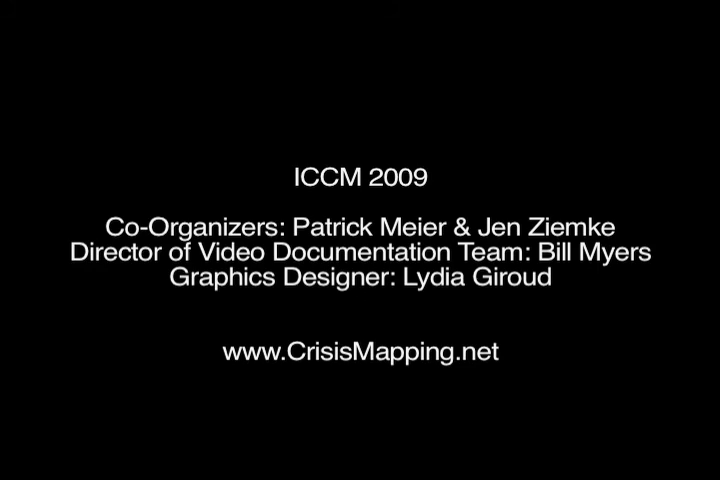 ICCM 2009
Co-Organizers: Patrick Meier & Jen Ziemke
Director of Video Documentation Team: Bill Myers
Graphics Designer: Lydia Giroud
www.CrisisMapping.net